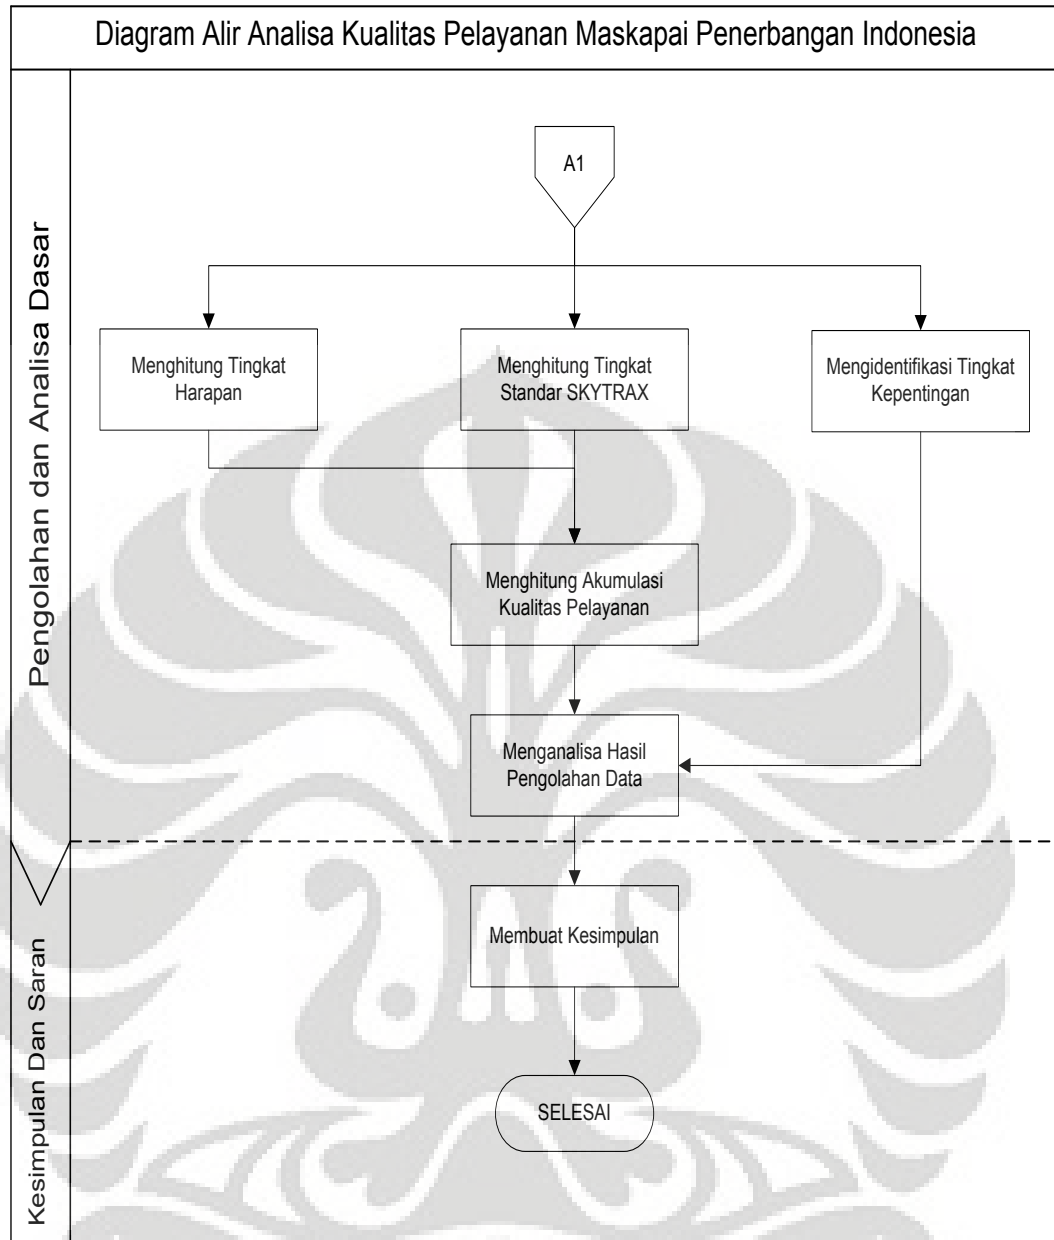 Diagram Alir Analisa Kualitas Pelayanan Maskapai Penerbangan Indonesia
Pengolahan dan Analisa Dasar
A1
Menghitung Tingkat
Harapan
Menghitung Tingkat
Standar SKYTRAX
Mengidentifikasi Tingkat
Kepentingan
Menghitung Akumulasi
Kualitas Pelayanan
Menganalisa Hasil
Pengolahan Data
Kesimpulan Dan Saran
Membuat Kesimpulan
SELESAI